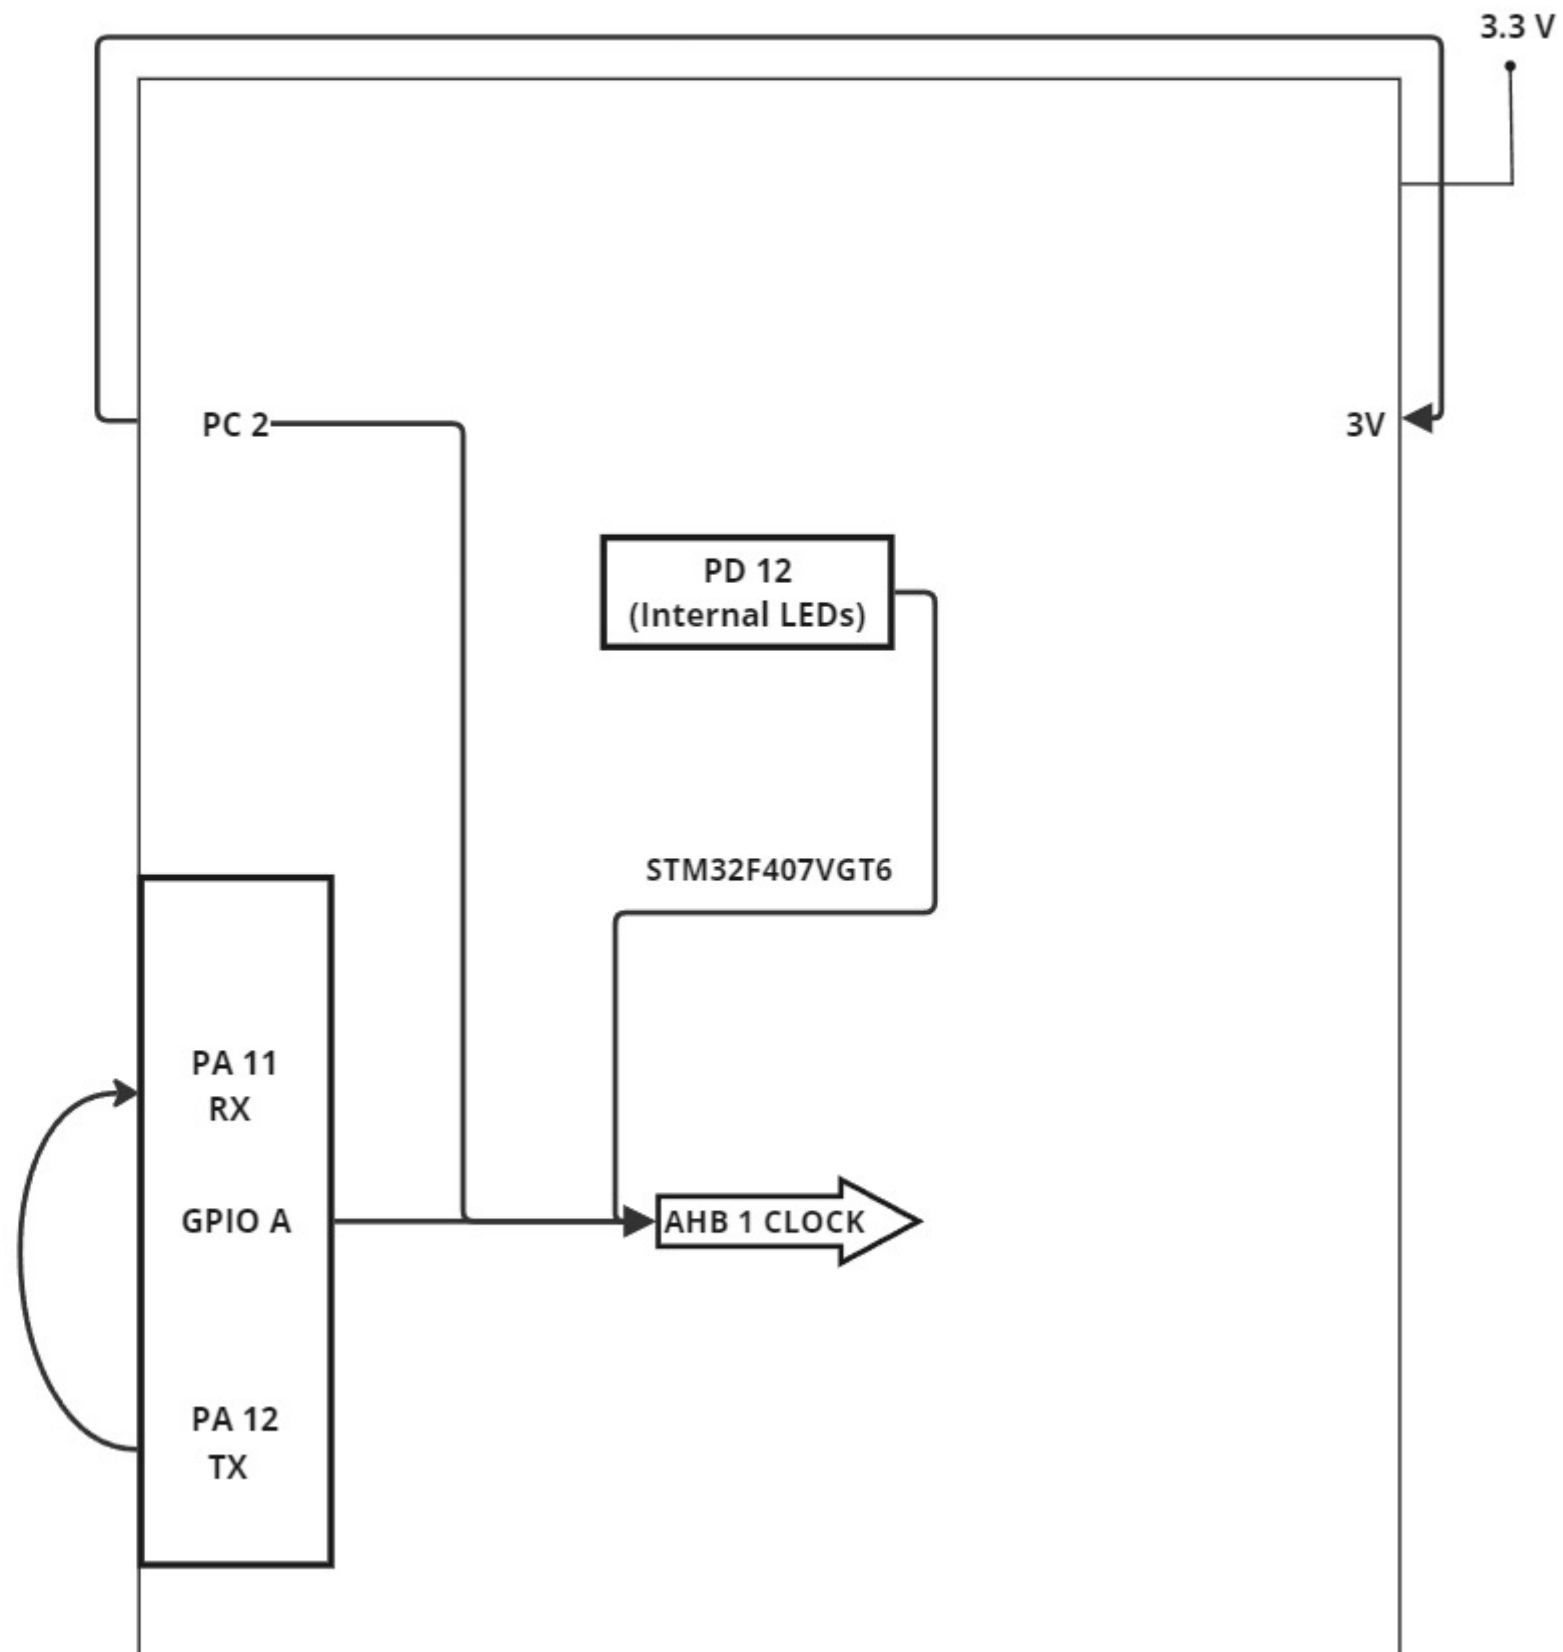 3.3 V
PC 2
3V
PD 12
(Internal LEDs)
STM32F407VGT6
PA 11
RX
GPIO A
AHB 1 CLOCK
PA 12
TX